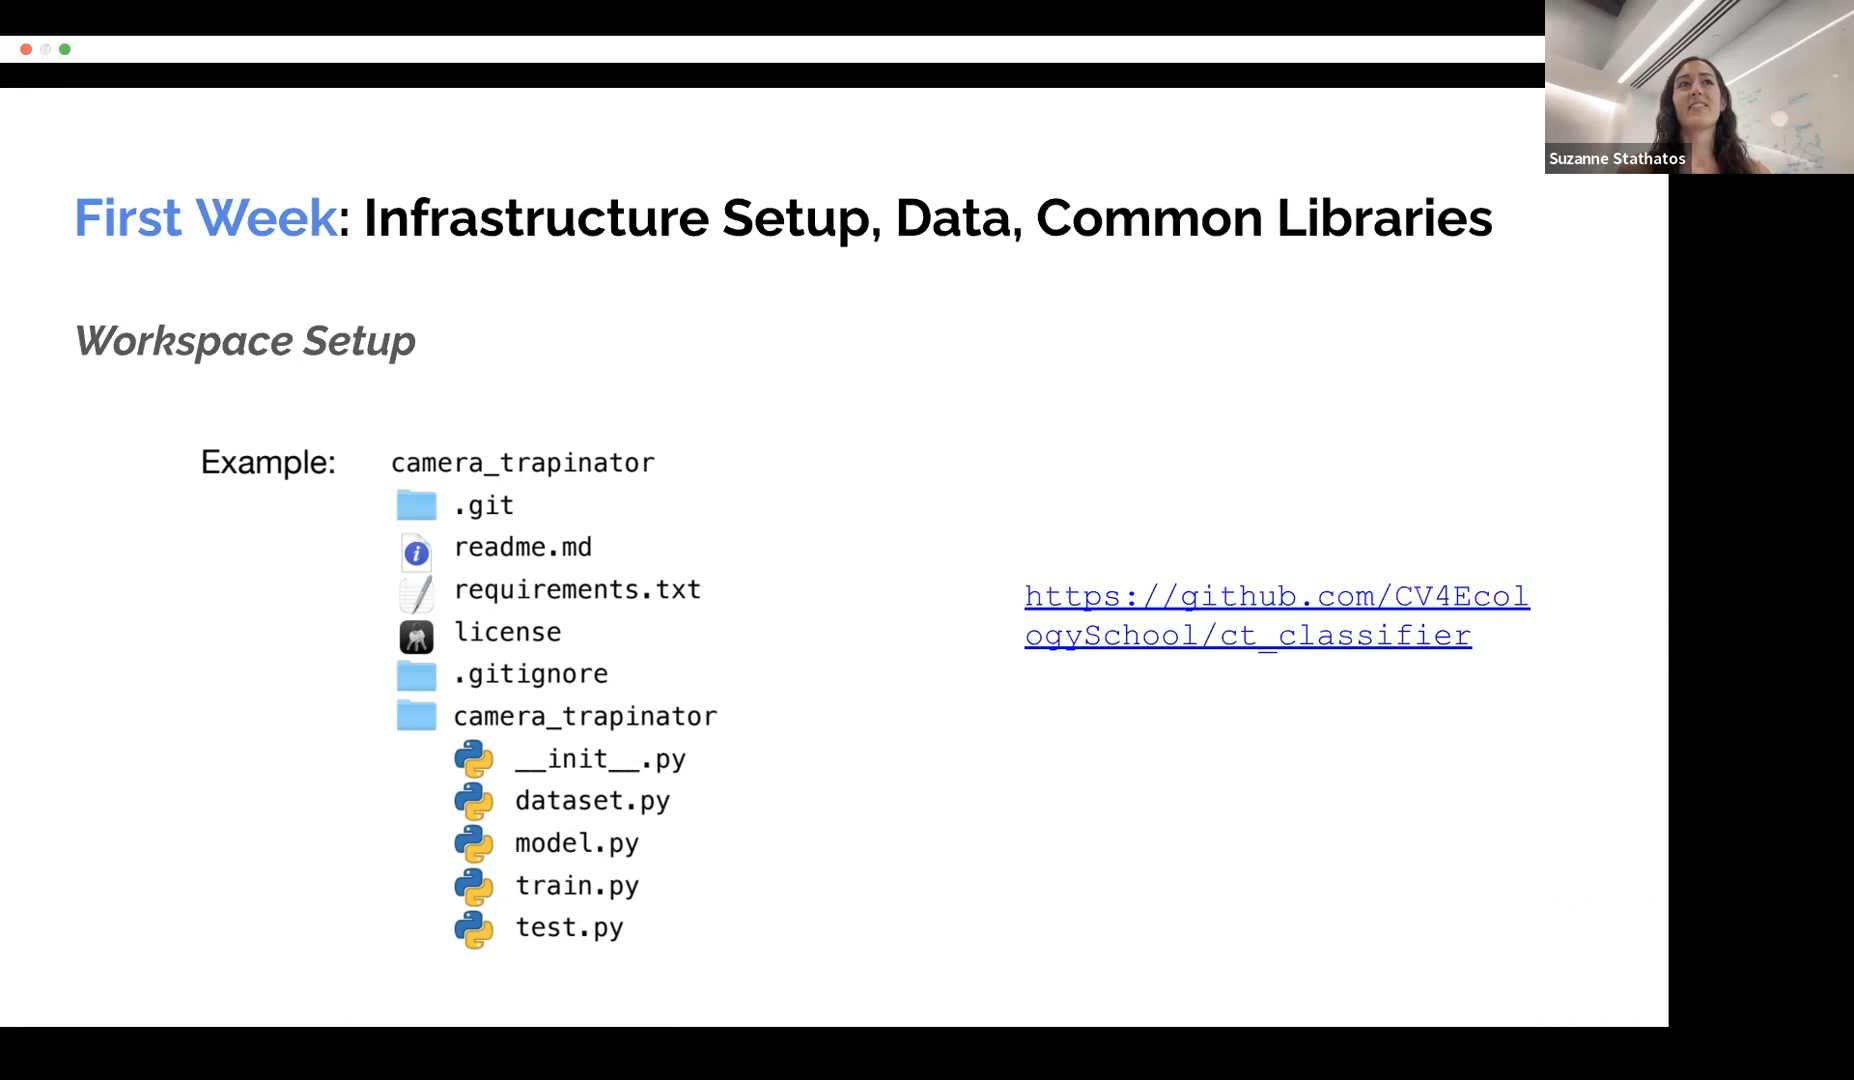 Suzanne Stathatos
First Week: Infrastructure Setup, Data, Common Libraries
Workspace Setup
Example: camera_trapinator
.git
readme.md
requirements.txt
license
.gitignore
camera_trapinator
__init__.py
dataset.py
model.py
train.py
test.py
https://github.com/CV4Ecol
ogySchool/ct_classifier